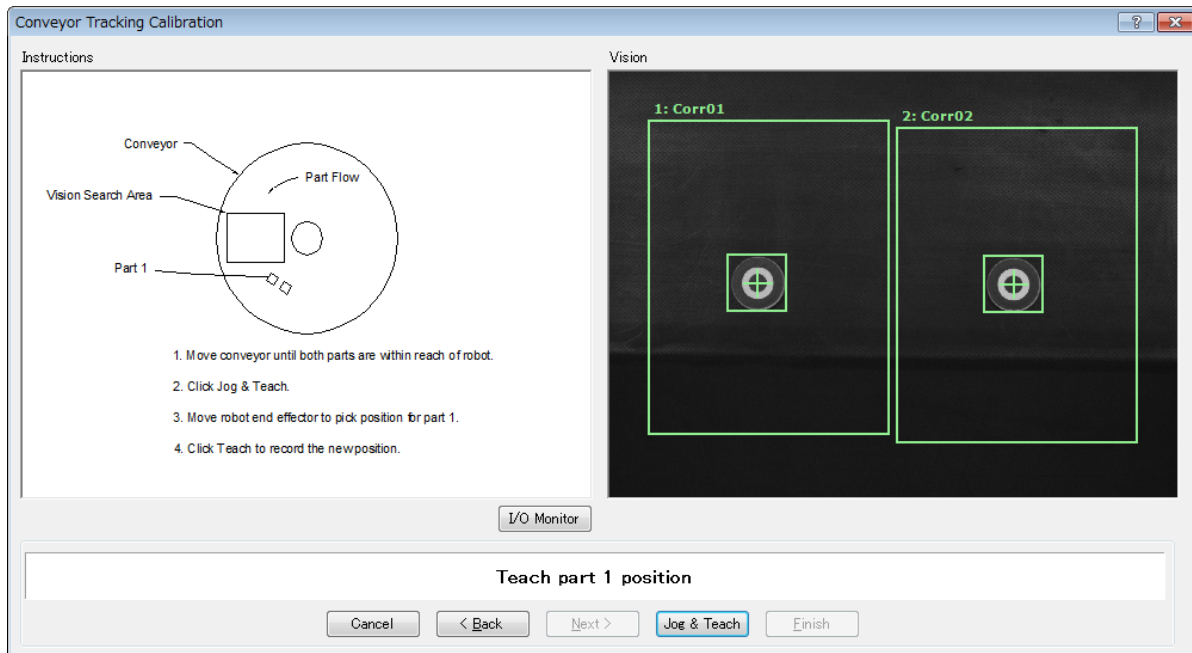 Conveyor Tracking Calibration
?
Instructions
Vision
Conveyor
Part Flow
Vision Search Area
Part 1
1. Move conveyor until both parts are within reach of robot.
2. Click Jog & Teach.
3. Move robot end effector to pick position for part 1.
4. Click Teach to record the newposition.
1: Corr01
2: Corr02
I/O Monitor
Teach part 1 position
Cancel
< Back
Next >
Jog & Teach
Finish